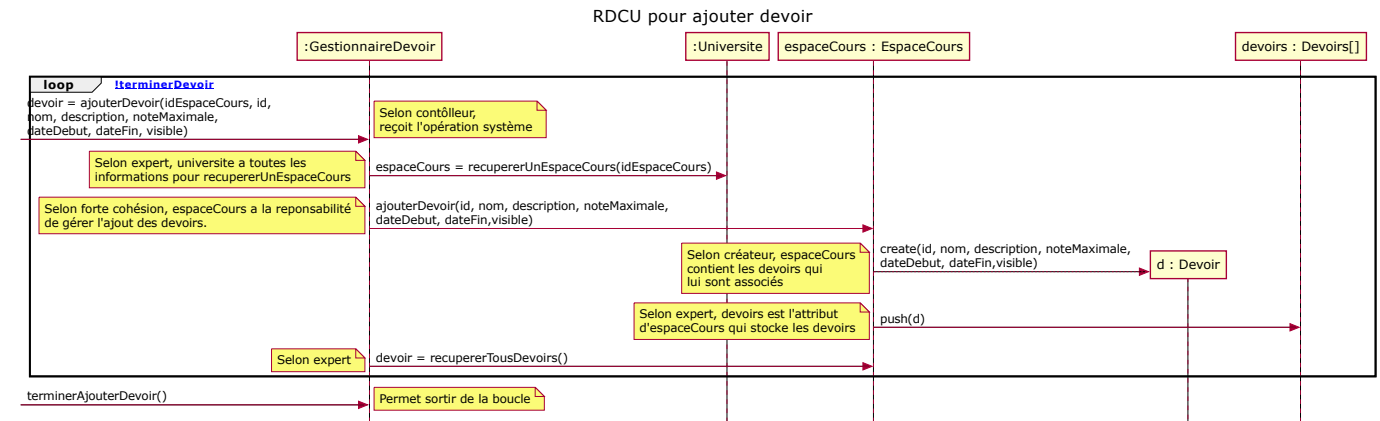 RDCU pour ajouter devoir
:GestionnaireDevoir
:Universite
espaceCours : EspaceCours
devoirs : Devoirs[]
loop
!terminerDevoir
devoir = ajouterDevoir(idEspaceCours, id,
nom, description, noteMaximale,
dateDebut, dateFin, visible)
Selon contôlleur,
reçoit l'opération système
Selon expert, universite a toutes les
informations pour recupererUnEspaceCours
espaceCours = recupererUnEspaceCours(idEspaceCours)
Selon forte cohésion, espaceCours a la reponsabilité
de gérer l'ajout des devoirs.
ajouterDevoir(id, nom, description, noteMaximale,
dateDebut, dateFin,visible)
Selon créateur, espaceCours
contient les devoirs qui
lui sont associés
create(id, nom, description, noteMaximale,
dateDebut, dateFin,visible)
d : Devoir
Selon expert, devoirs est l'attribut
d'espaceCours qui stocke les devoirs
push(d)
Selon expert
devoir = recupererTousDevoirs()
terminerAjouterDevoir()
Permet sortir de la boucle